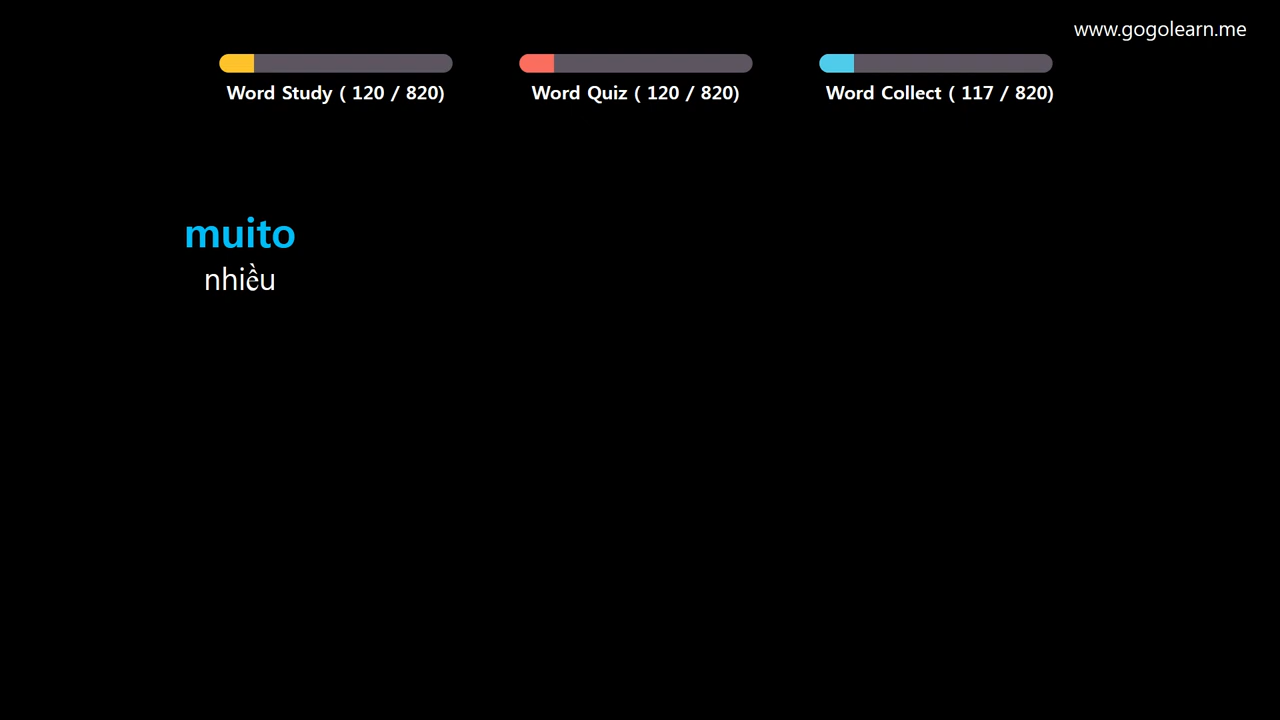 www.gogolearn.me
Word Study ( 120 / 820)
Word Quiz ( 120 / 820)
Word Collect ( 117 / 820)
muito
nhiều